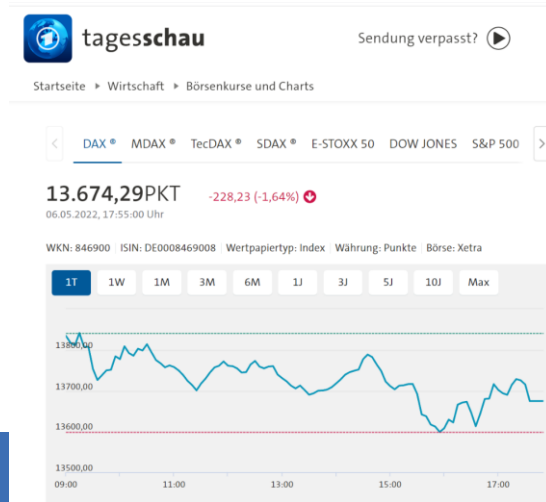 tagesschau
Sendung verpasst?
Startseite Wirtschaft Börsenkurse und Charts
DAX ® MDAX ® TecDAX ® SDAX ® E-STOXX 50 DOW JONES S&P 500
13.674,29PKT -228,23 (-1,64%)
06.05.2022, 17:55:00 Uhr
WKN: 846900 ISIN: DE0008469008 Wertpapiertyp: Index Währung: Punkte Börse: Xetra
1T 1W 1M 3M 6M 1J 3J 5J 10J Max
13800,00
13700,00
13600,00
13500,00
09:00 11:00 13:00 15:00 17:00